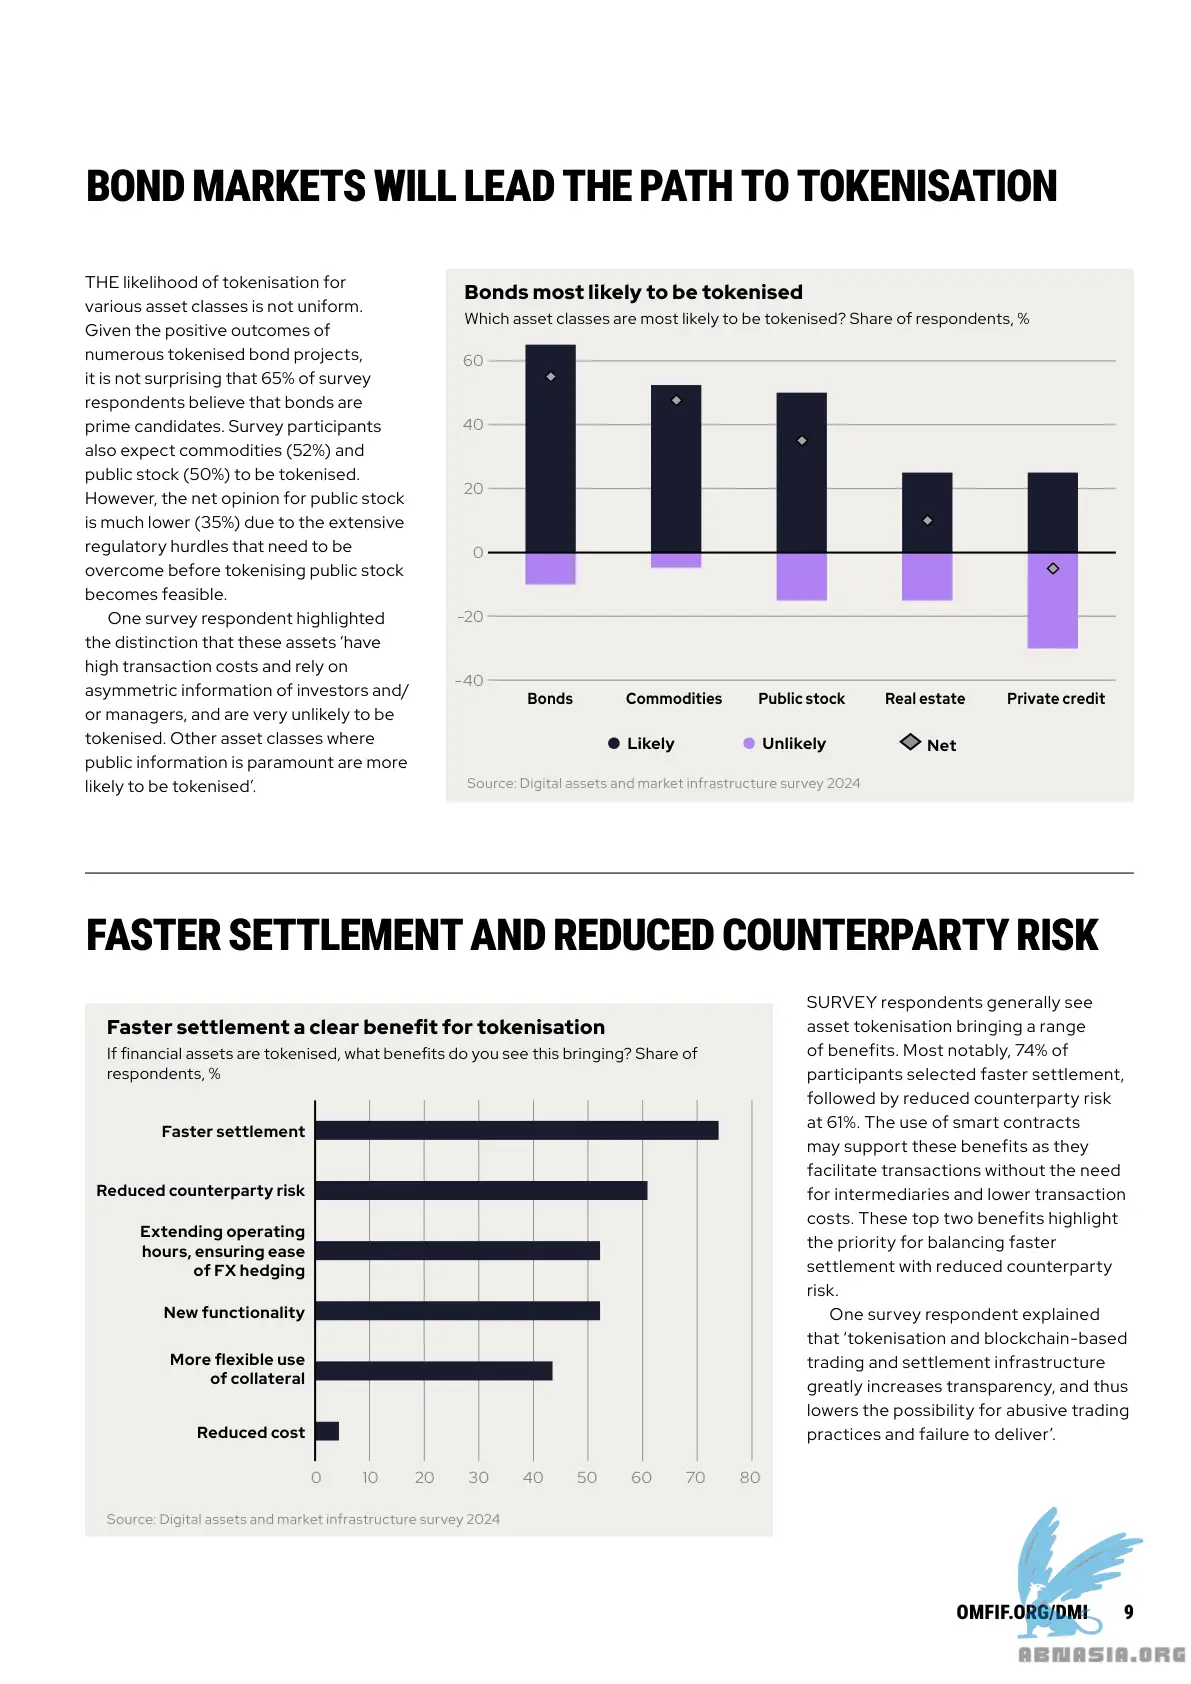 BOND MARKETS WILL LEAD THE PATH TO TOKENISATION
THE likelihood of tokenisation for
various asset classes is not uniform.
Given the positive outcomes of
numerous tokenised bond projects,
it is not surprising that 65% of survey
respondents believe that bonds are
prime candidates. Survey participants
also expect commodities (52%) and
public stock (50%) to be tokenised.
However, the net opinion for public stock
is much lower (35%) due to the extensive
regulatory hurdles that need to be
overcome before tokenising public stock
becomes feasible.
One survey respondent highlighted
the distinction that these assets ‘have
high transaction costs and rely on
asymmetric information of investors and/
or managers, and are very unlikely to be
tokenised. Other asset classes where
public information is paramount are more
likely to be tokenised’.
Bonds most likely to be tokenised
Which asset classes are most likely to be tokenised? Share of respondents, %
60
40
20
0
-20
-40
Bonds Commodities Public stock Real estate Private credit
Likely Unlikely Net
Source: Digital assets and market infrastructure survey 2024
FASTER SETTLEMENT AND REDUCED COUNTERPARTY RISK
Faster settlement a clear benefit for tokenisation
If financial assets are tokenised, what benefits do you see this bringing? Share of
respondents, %
Faster settlement
Reduced counterparty risk
Extending operating
hours, ensuring ease
of FX hedging
New functionality
More flexible use
of collateral
Reduced cost
0 10 20 30 40 50 60 70 80
Source: Digital assets and market infrastructure survey 2024
SURVEY respondents generally see
asset tokenisation bringing a range
of benefits. Most notably, 74% of
participants selected faster settlement,
followed by reduced counterparty risk
at 61%. The use of smart contracts
may support these benefits as they
facilitate transactions without the need
for intermediaries and lower transaction
costs. These top two benefits highlight
the priority for balancing faster
settlement with reduced counterparty
risk.
One survey respondent explained
that ‘tokenisation and blockchain-based
trading and settlement infrastructure
greatly increases transparency, and thus
lowers the possibility for abusive trading
practices and failure to deliver’.
OMFIF.ORG/DMI 9
ABNASIA.ORG